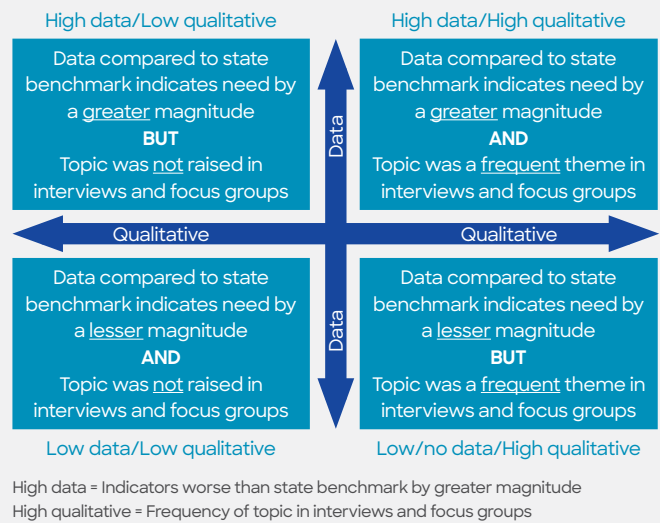 High data/Low qualitative
High data/High qualitative
Data compared to state
benchmark indicates need by
a greater magnitude
BUT
Topic was not raised in
interviews and focus groups
Data
Data compared to state
benchmark indicates need by
a greater magnitude
AND
Topic was a frequent theme in
interviews and focus groups
Qualitative
Qualitative
Data compared to state
benchmark indicates need by
a lesser magnitude
AND
Topic was not raised in
interviews and focus groups
Data
Data compared to state
benchmark indicates need by
a lesser magnitude
BUT
Topic was a frequent theme in
interviews and focus groups
Low data/Low qualitative
Low/no data/High qualitative
High data = Indicators worse than state benchmark by greater magnitude
High qualitative = Frequency of topic in interviews and focus groups